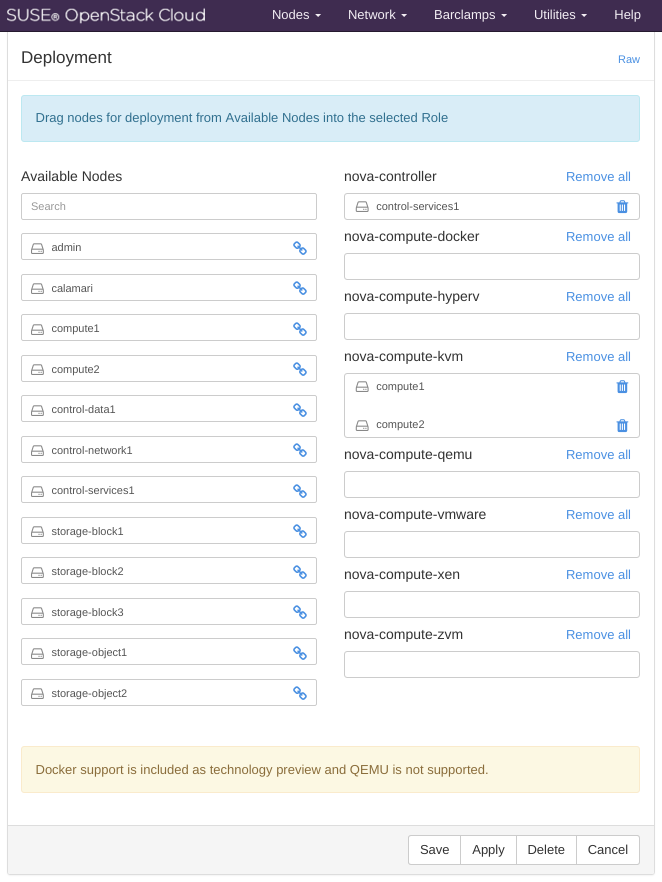 SUSE® OpenStack Cloud
Nodes Network Barclamps Utilities Help
Deployment
Raw
Drag nodes for deployment from Available Nodes into the selected Role
Available Nodes
Search
admin
calamari
compute1
compute2
control-data1
control-network1
control-services1
storage-block1
storage-block2
storage-block3
storage-object1
storage-object2
nova-controller Remove all
control-services1
nova-compute-docker Remove all
nova-compute-hyperv Remove all
nova-compute-kvm Remove all
compute1
compute2
nova-compute-qemu Remove all
nova-compute-vmware Remove all
nova-compute-xen Remove all
nova-compute-zvm Remove all
Docker support is included as technology preview and QEMU is not supported.
Save Apply Delete Cancel